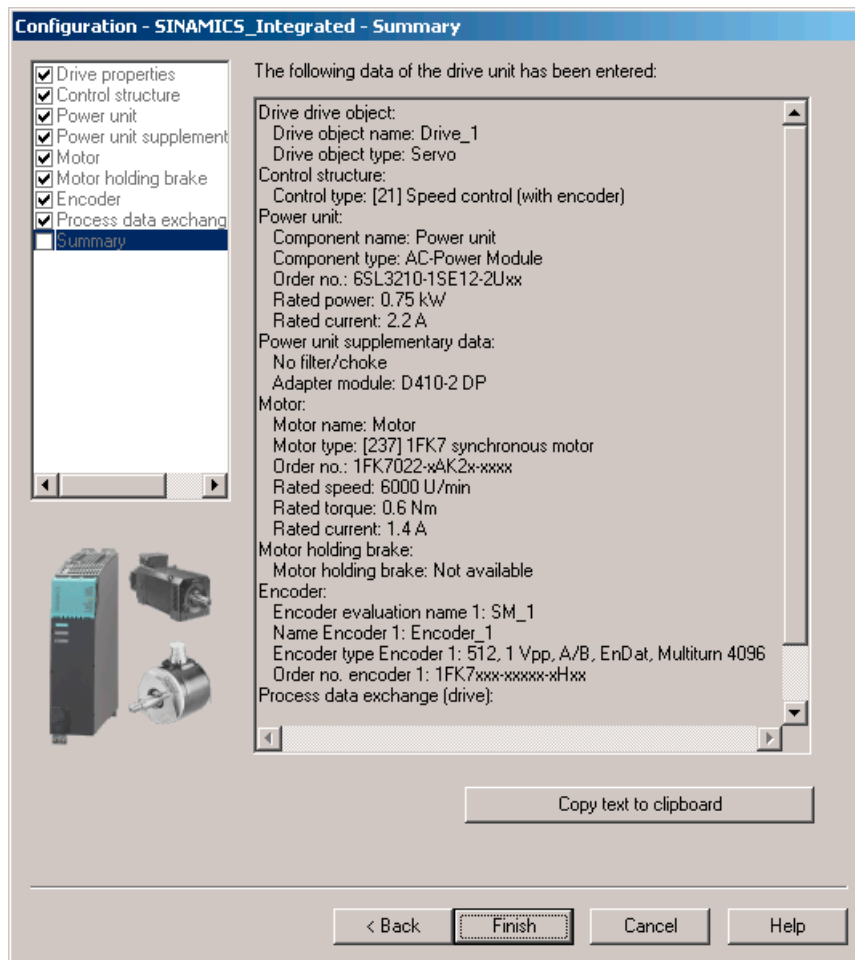 Configuration - SINAMICS_Integrated - Summary
Drive properties
Control structure
Power unit
Power unit supplement
Motor
Motor holding brake
Encoder
Process data exchang
Summary
The following data of the drive unit has been entered:
Drive drive object:
Drive object name: Drive_1
Drive object type: Servo
Control structure:
Control type: [21] Speed control (with encoder)
Power unit:
Component name: Power unit
Component type: AC-Power Module
Order no.: 6SL3210-1SE12-2Uxx
Rated power: 0.75 kW
Rated current: 2.2 A
Power unit supplementary data:
No filter/choke
Adapter module: D410-2 DP
Motor:
Motor name: Motor
Motor type: [237] 1FK7 synchronous motor
Order no.: 1FK7022-xAK2x-xxxx
Rated speed: 6000 U/min
Rated torque: 0.6 Nm
Rated current: 1.4 A
Motor holding brake:
Motor holding brake: Not available
Encoder:
Encoder evaluation name 1: SM_1
Name Encoder 1: Encoder_1
Encoder type Encoder 1: 512, 1 Vpp, A/B, EnDat, Multiturn 4096
Order no. encoder 1: 1FK7xxx-xxxxx-xHxx
Process data exchange (drive):
Copy text to clipboard
< Back
Finish
Cancel
Help